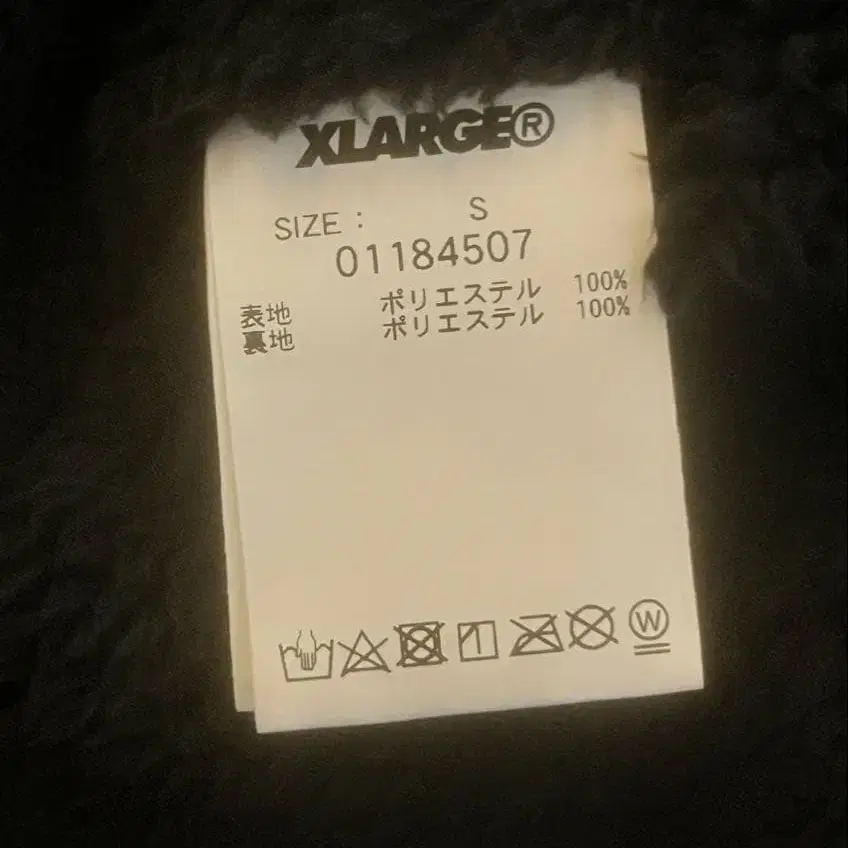 XLARGE®
SIZE : S
01184507
表地 ポリエステル 100%
裏地 ポリエステル 100%
W